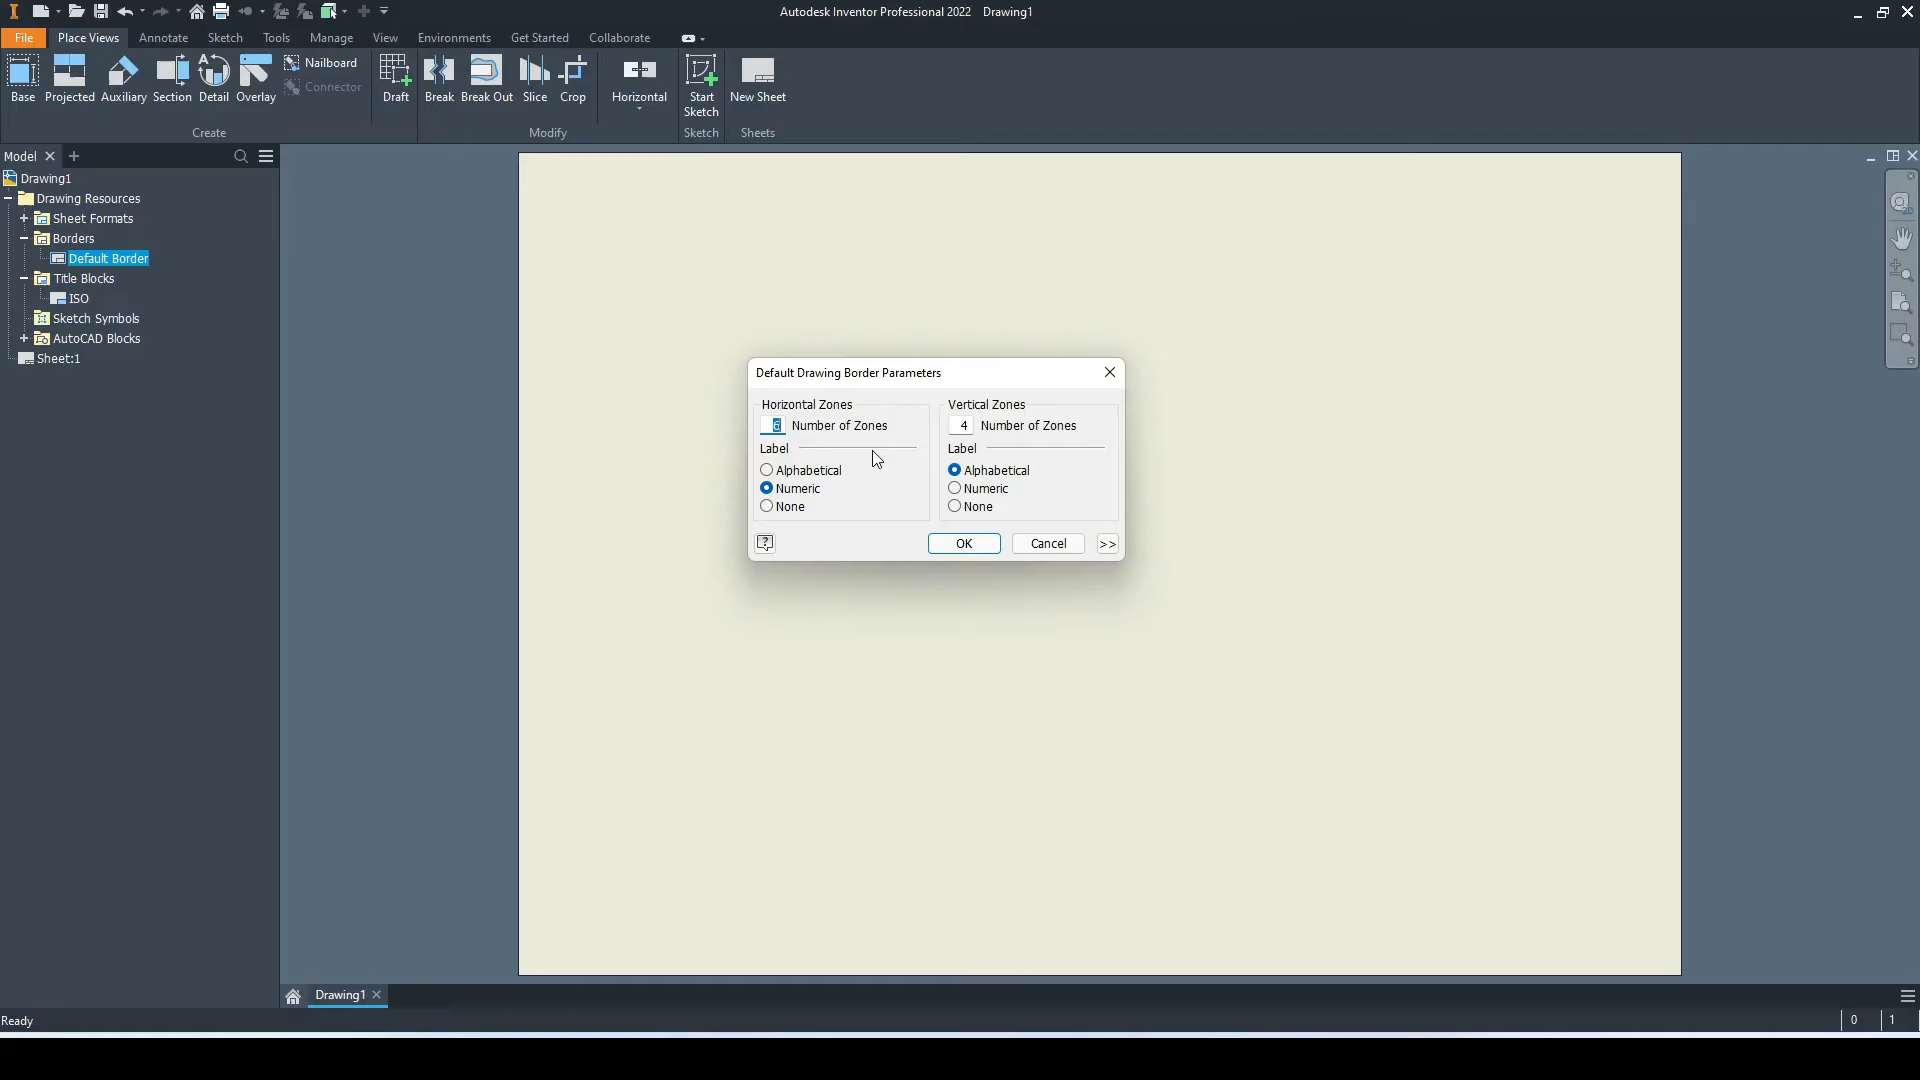 Autodesk Inventor Professional 2022 Drawing1
File Place Views Annotate Sketch Tools Manage View Environments Get Started Collaborate
Base Projected Auxiliary Section Detail Overlay Nailboard Connector Draft Break Break Out Slice Crop Horizontal Start Sketch New Sheet
Create Modify Sketch Sheets
Model
Drawing1
Drawing Resources
Sheet Formats
Borders
Default Border
Title Blocks
ISO
Sketch Symbols
AutoCAD Blocks
Sheet:1
Default Drawing Border Parameters
Horizontal Zones
6 Number of Zones
Label
Alphabetical
Numeric
None
Vertical Zones
4 Number of Zones
Label
Alphabetical
Numeric
None
OK Cancel >>
Drawing1
Ready
0 1